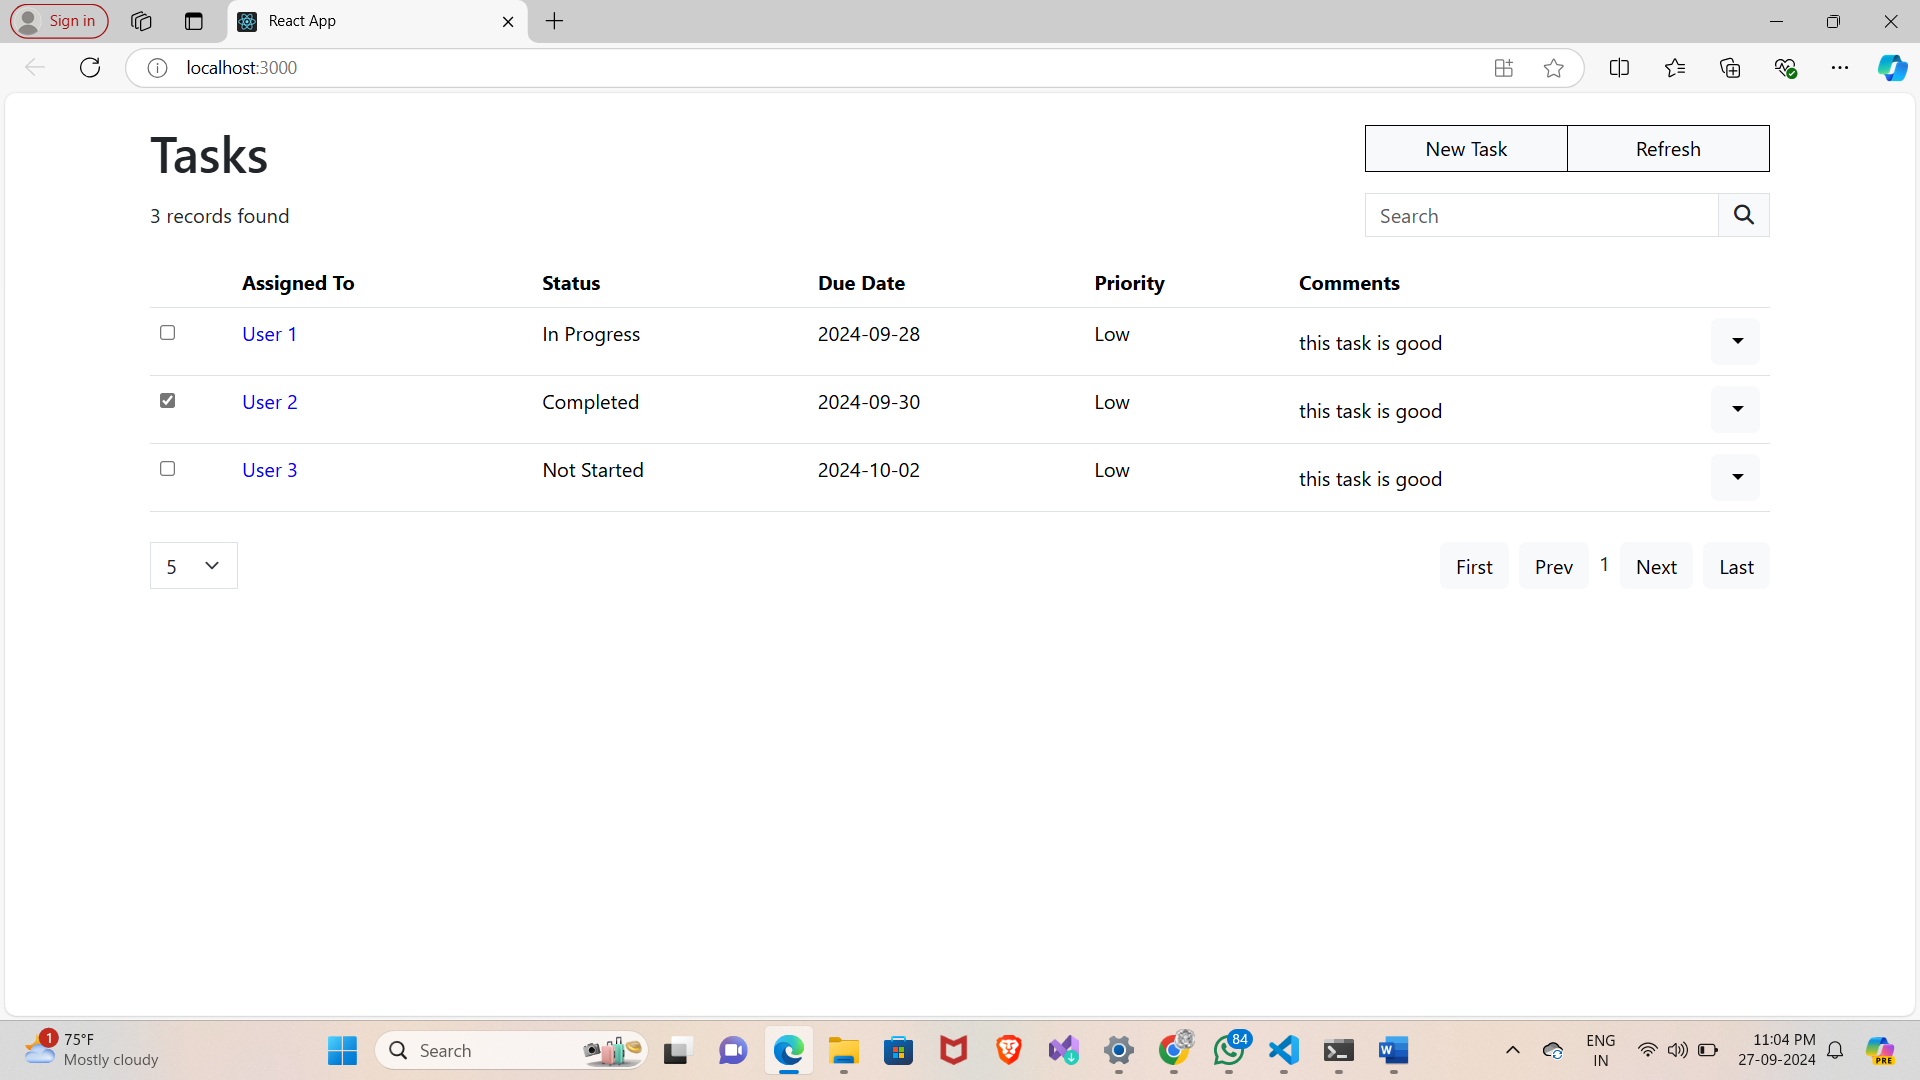 Sign in
React App
localhost:3000
Tasks
New Task Refresh
3 records found
Search
Assigned To Status Due Date Priority Comments
User 1 In Progress 2024-09-28 Low this task is good
User 2 Completed 2024-09-30 Low this task is good
User 3 Not Started 2024-10-02 Low this task is good
5 First Prev 1 Next Last
1 75°F
Mostly cloudy
Search
84
W
ENG
IN
11:04 PM
27-09-2024
PRE